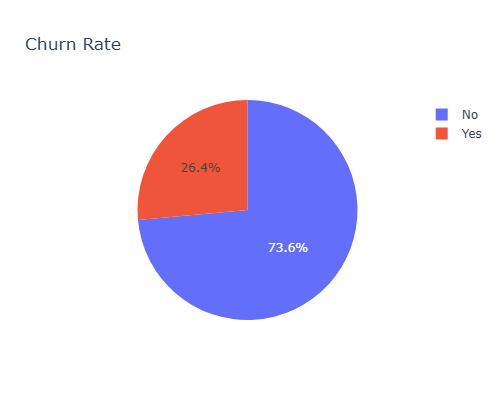 Churn Rate
No
Yes
26.4%
73.6%